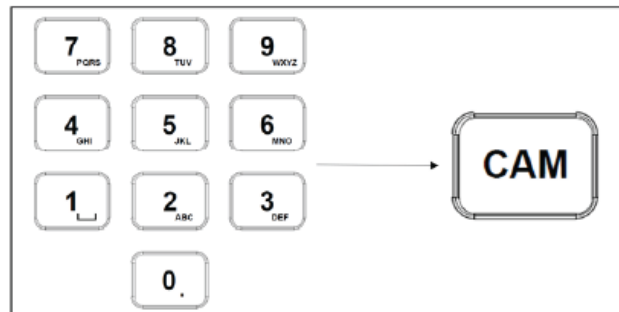 7 PQRS 8 TUV 9 WXYZ
4 GHI 5 JKL 6 MNO
CAM
1 2 ABC 3 DEF
0 .